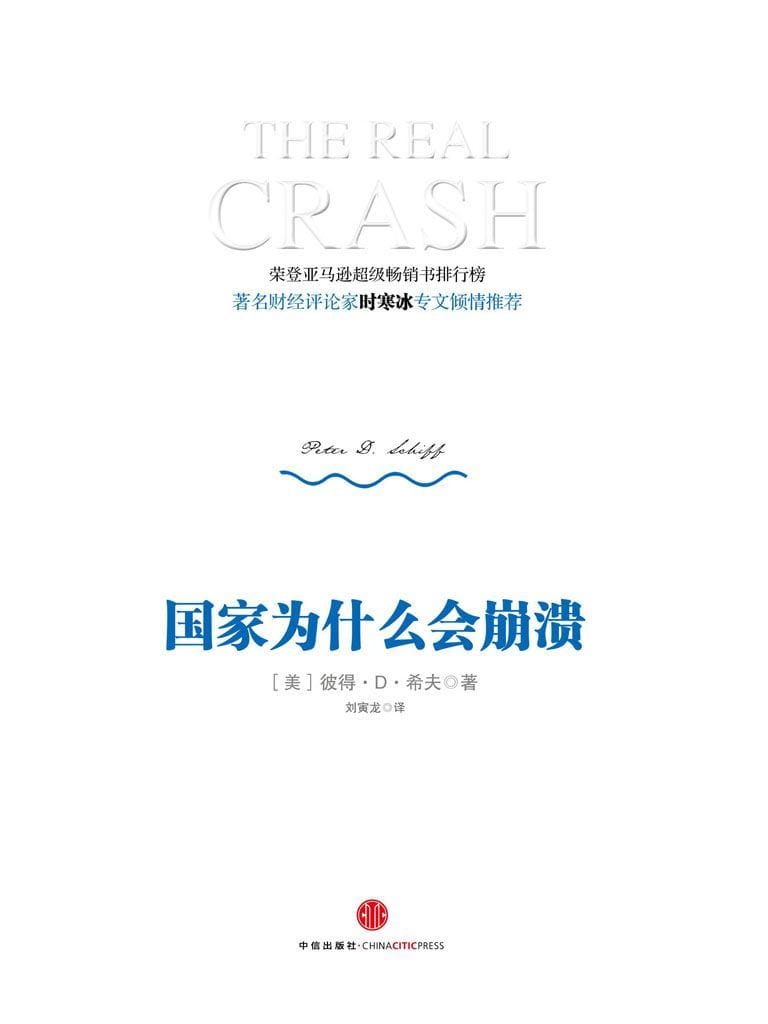 THE REAL
CRASH
荣登亚马逊超级畅销书排行榜
著名财经评论家时寒冰专文倾情推荐
Peter D. Schiff
国家为什么会崩溃
［美］彼得·D·希夫◎著
刘寅龙◎译
中信出版社·CHINACITICPRESS